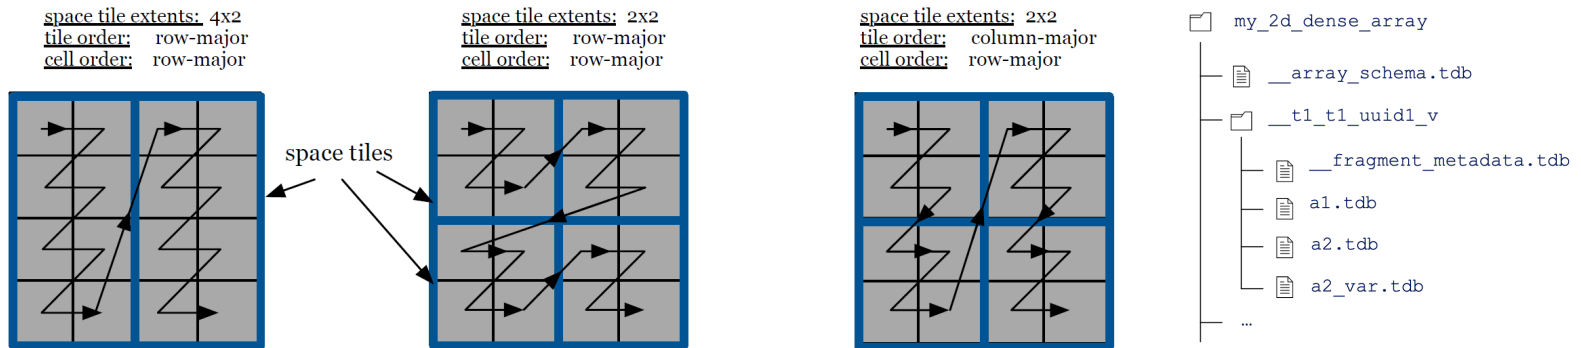 space tile extents: 4x2
tile order: row-major
cell order: row-major
space tile extents: 2x2
tile order: row-major
cell order: row-major
space tiles
space tile extents: 2x2
tile order: column-major
cell order: row-major
my_2d_dense_array
__array_schema.tdb
__t1_t1_uuid1_v
__fragment_metadata.tdb
a1.tdb
a2.tdb
a2_var.tdb
…